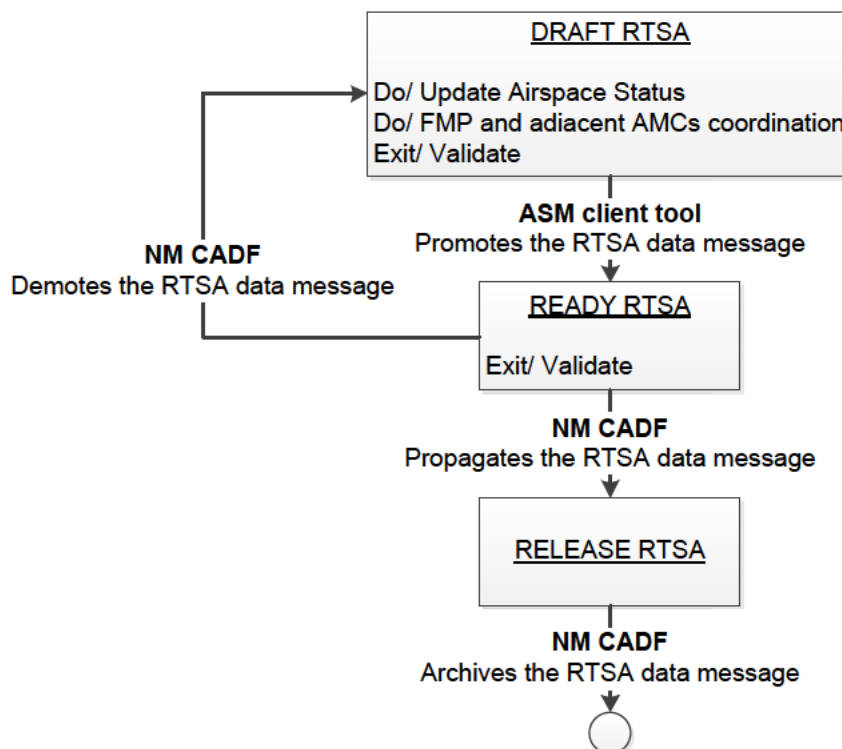 DRAFT RTSA
Do/ Update Airspace Status
Do/ FMP and adiacent AMCs coordination
Exit/ Validate
ASM client tool
Promotes the RTSA data message
NM CADF
Demotes the RTSA data message
READY RTSA
Exit/ Validate
NM CADF
Propagates the RTSA data message
RELEASE RTSA
NM CADF
Archives the RTSA data message